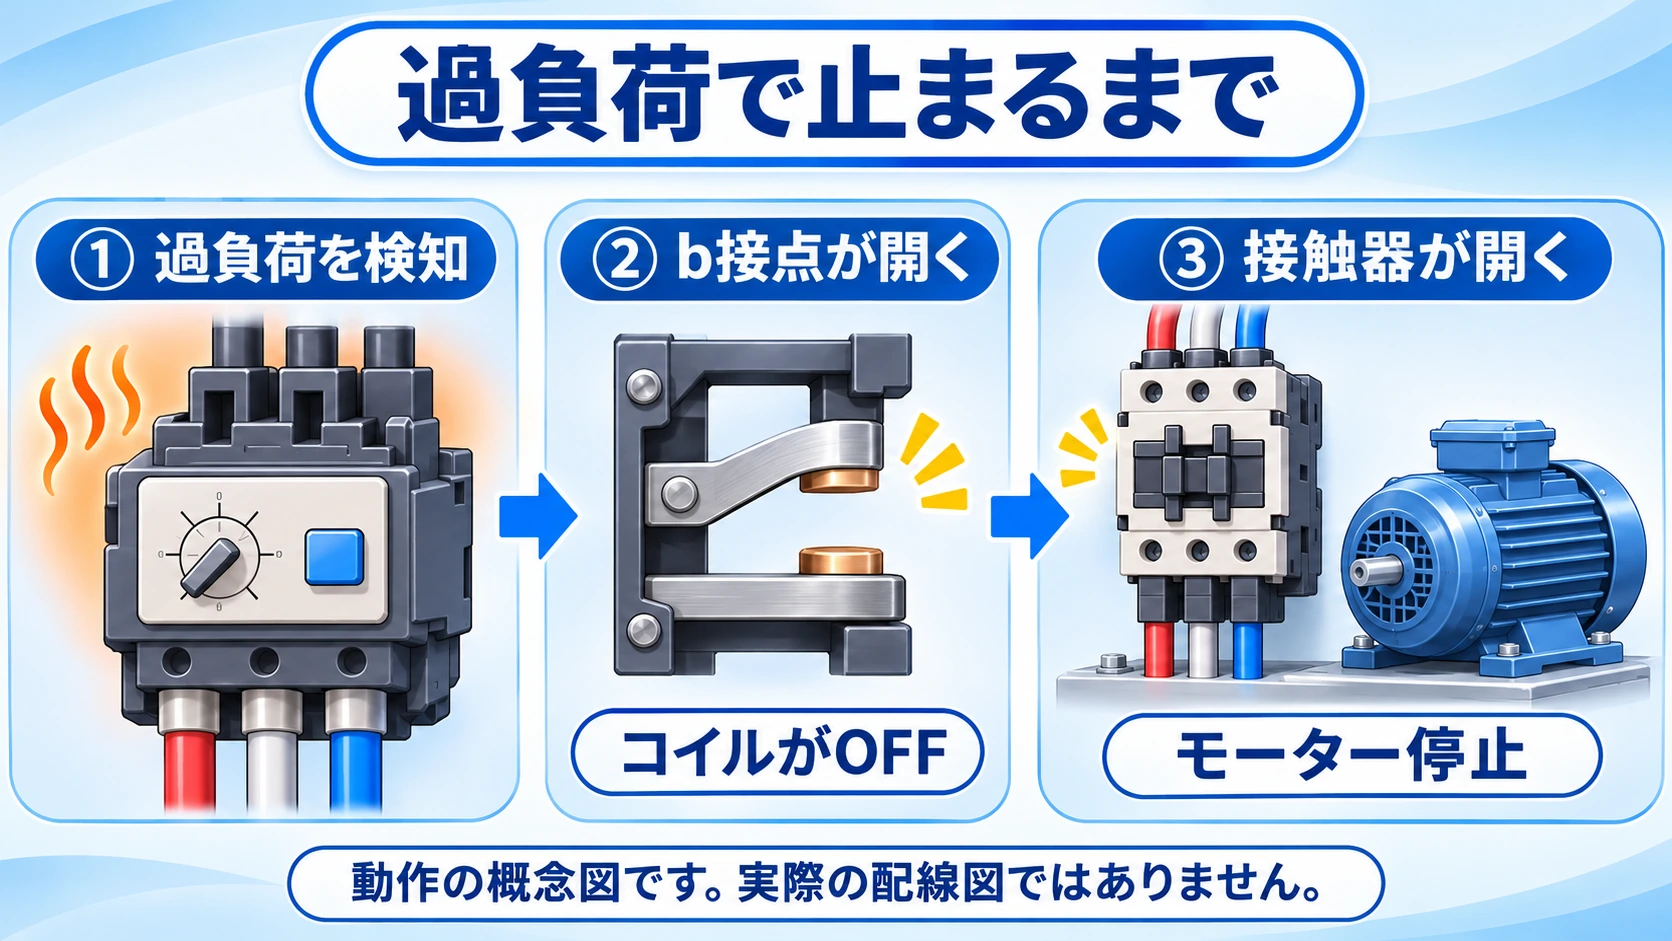 過負荷で止まるまで
① 過負荷を検知
② b接点が開く
③ 接触器が開く
コイルがOFF
モーター停止
動作の概念図です。実際の配線図ではありません。